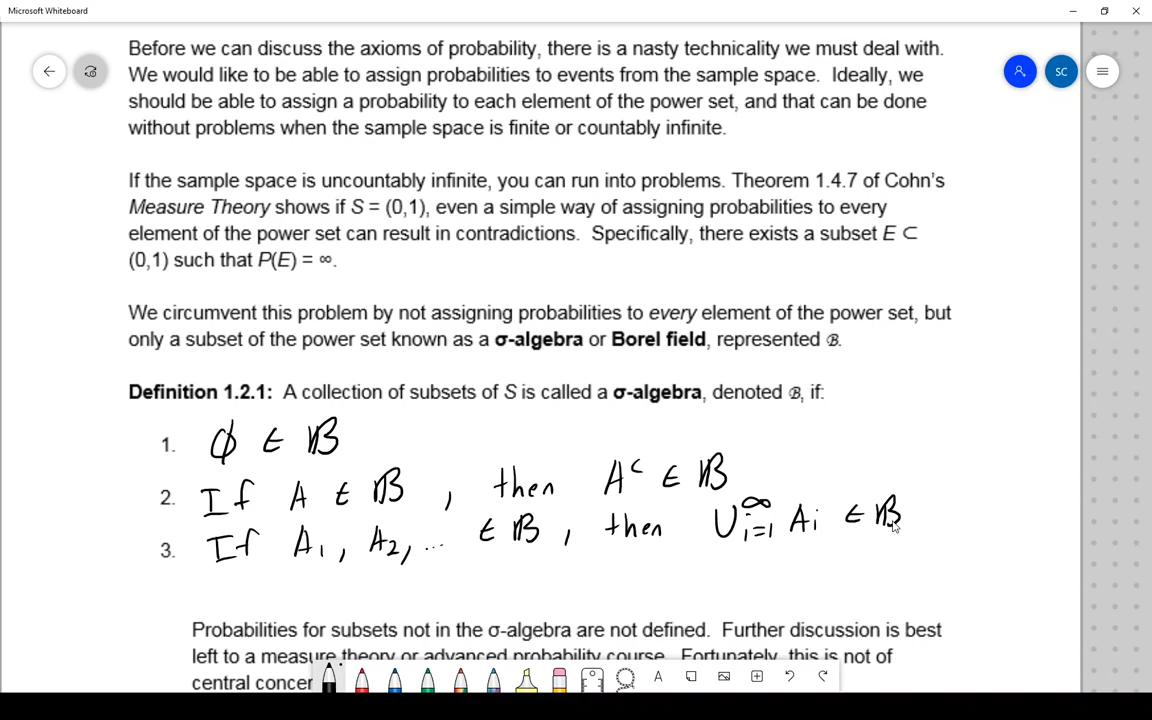 Microsoft Whiteboard
Before we can discuss the axioms of probability, there is a nasty technicality we must deal with.
We would like to be able to assign probabilities to events from the sample space. Ideally, we
should be able to assign a probability to each element of the power set, and that can be done
without problems when the sample space is finite or countably infinite.
SC
If the sample space is uncountably infinite, you can run into problems. Theorem 1.4.7 of Cohn's
Measure Theory shows if S = (0,1), even a simple way of assigning probabilities to every
element of the power set can result in contradictions. Specifically, there exists a subset E ⊂
(0,1) such that P(E) = ∞.
We circumvent this problem by not assigning probabilities to every element of the power set, but
only a subset of the power set known as a σ-algebra or Borel field, represented ℬ.
Definition 1.2.1: A collection of subsets of S is called a σ-algebra, denoted ℬ, if:
1. ∅ ∈ ℬ
2. If A ∈ ℬ, then Aᶜ ∈ ℬ
3. If A₁, A₂, ... ∈ ℬ, then ∪ᵢ₌₁^∞ Aᵢ ∈ ℬ
Probabilities for subsets not in the σ-algebra are not defined. Further discussion is best
left to a measure theory or advanced probability course. Fortunately, this is not of
central concer
A